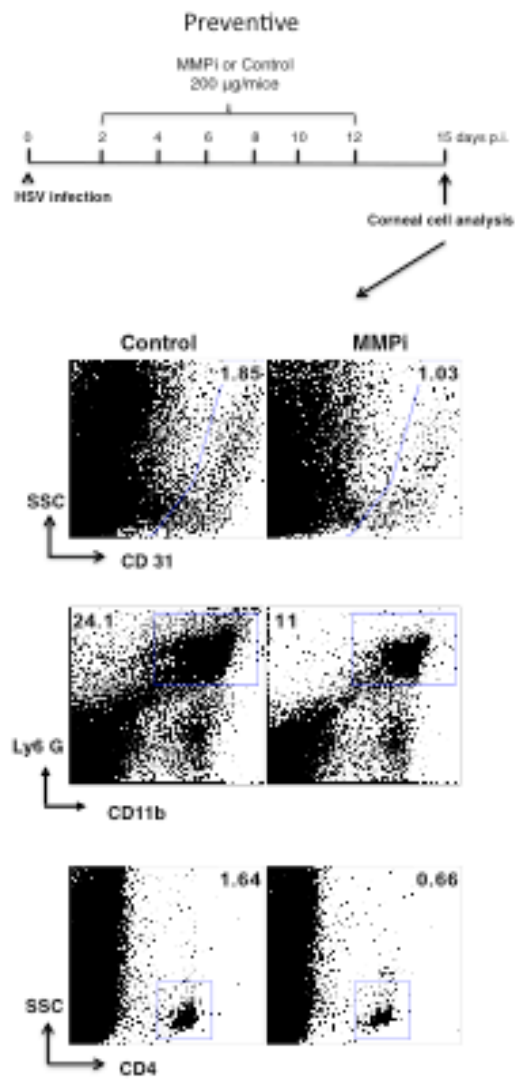 Preventive
MMPi or Control
200 µg/mice
0 2 4 6 8 10 12 15 days p.i.
HSV infection
Corneal cell analysis
Control MMPi
1.85 1.03
SSC
CD 31
24.1 11
Ly6 G
CD11b
1.64 0.66
SSC
CD4